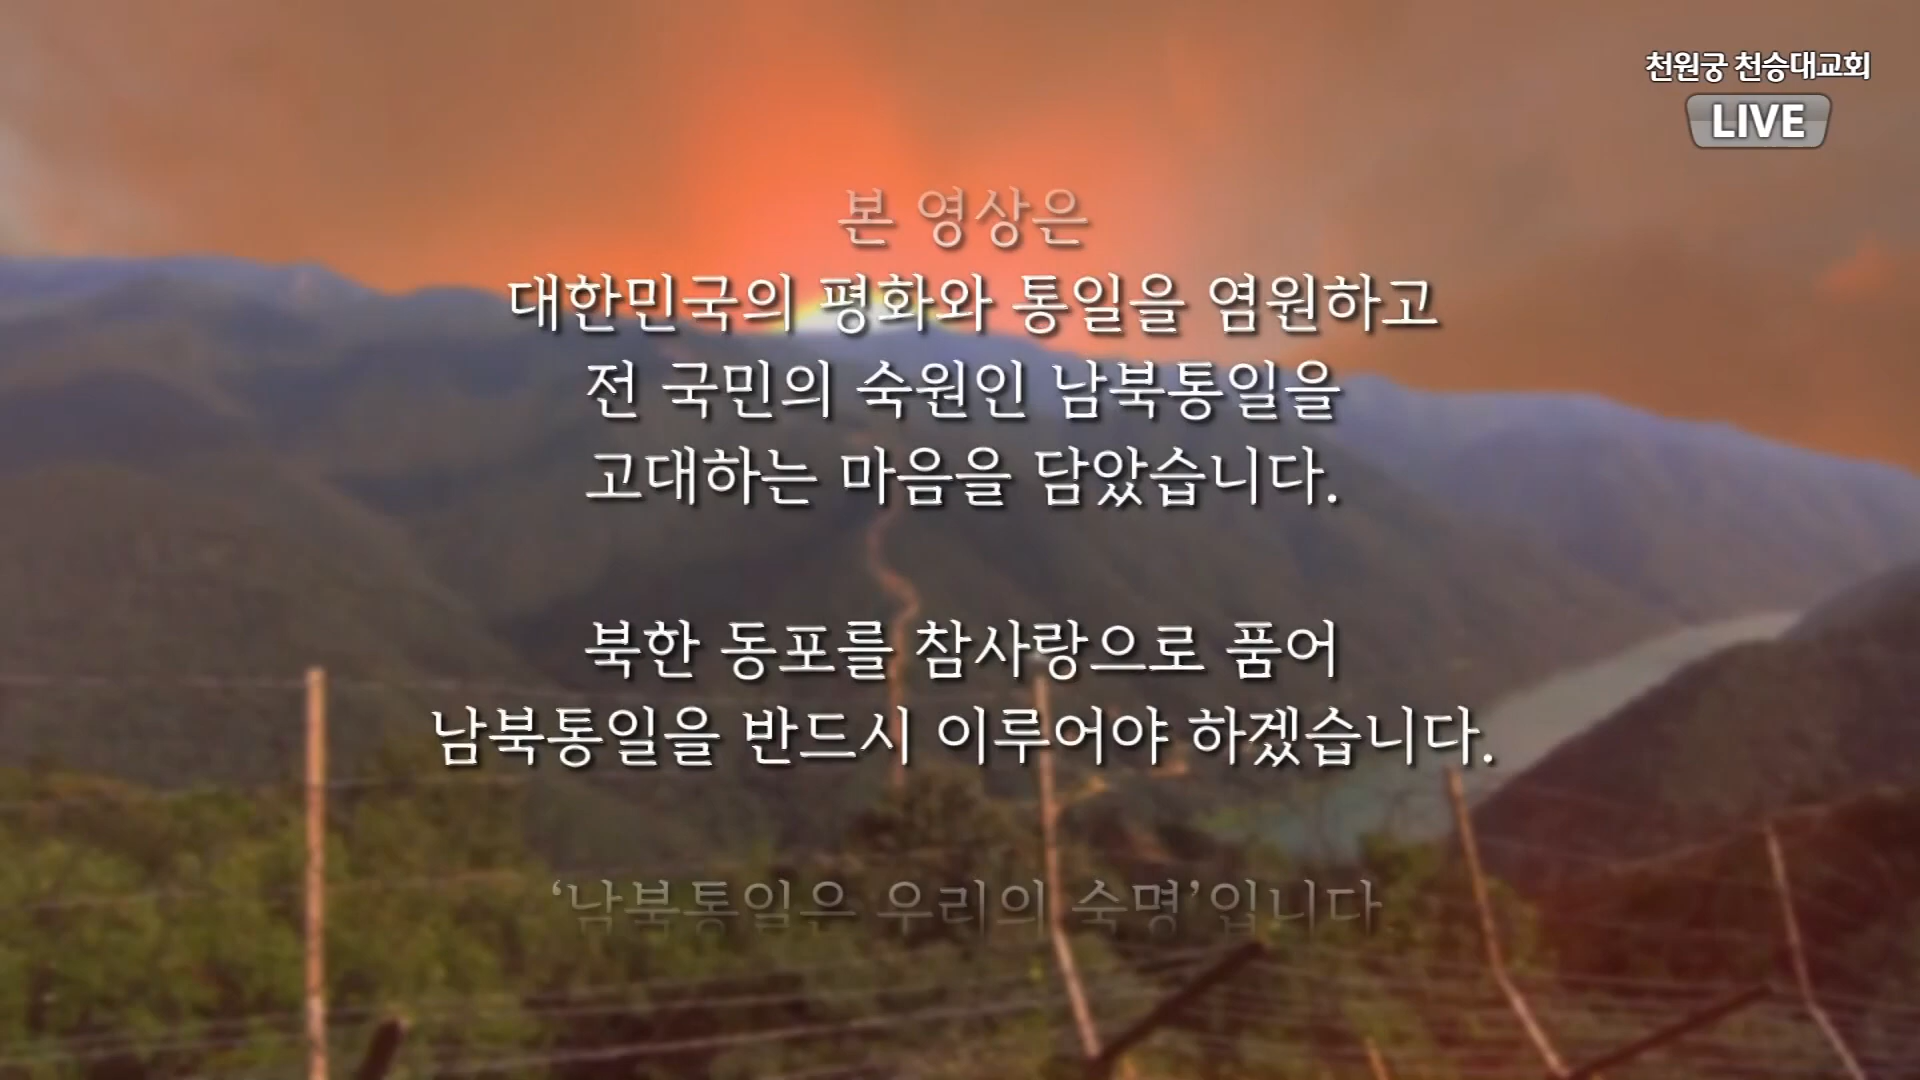 천원궁 천승대교회
LIVE
본 영상은
대한민국의 평화와 통일을 염원하고
전 국민의 숙원인 남북통일을
고대하는 마음을 담았습니다.
북한 동포를 참사랑으로 품어
남북통일을 반드시 이루어야 하겠습니다.
‘남북통일은 우리의 숙명’입니다.